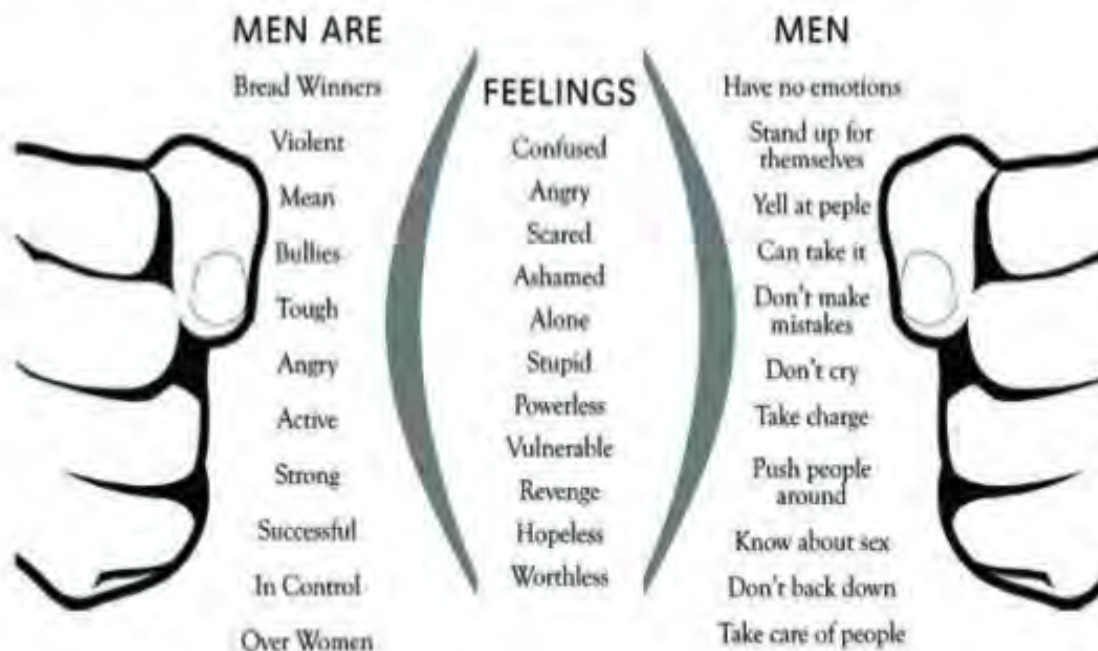 MEN ARE
Bread Winners
Violent
Mean
Bullies
Tough
Angry
Active
Strong
Successful
In Control
Over Women
FEELINGS
Confused
Angry
Scared
Ashamed
Alone
Stupid
Powerless
Vulnerable
Revenge
Hopeless
Worthless
MEN
Have no emotions
Stand up for
themselves
Yell at peple
Can take it
Don't make
mistakes
Don't cry
Take charge
Push people
around
Know about sex
Don't back down
Take care of people